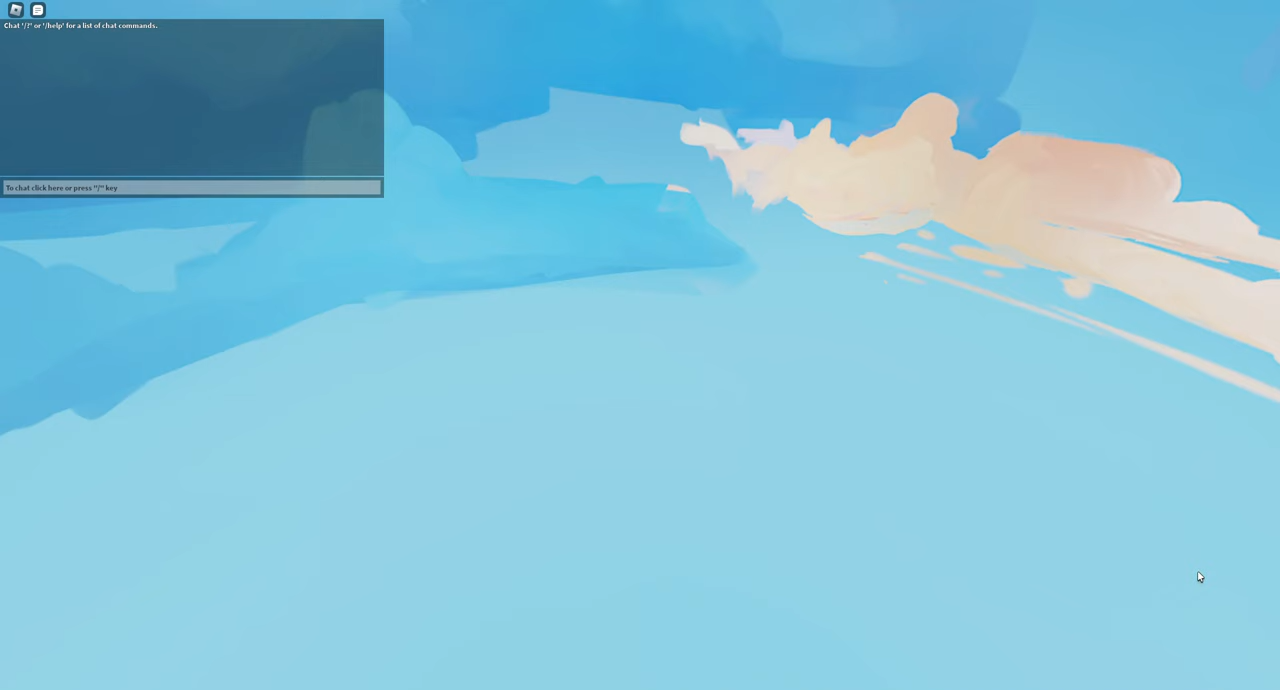 Chat '/?' or '/help' for a list of chat commands.
To chat click here or press "/" key